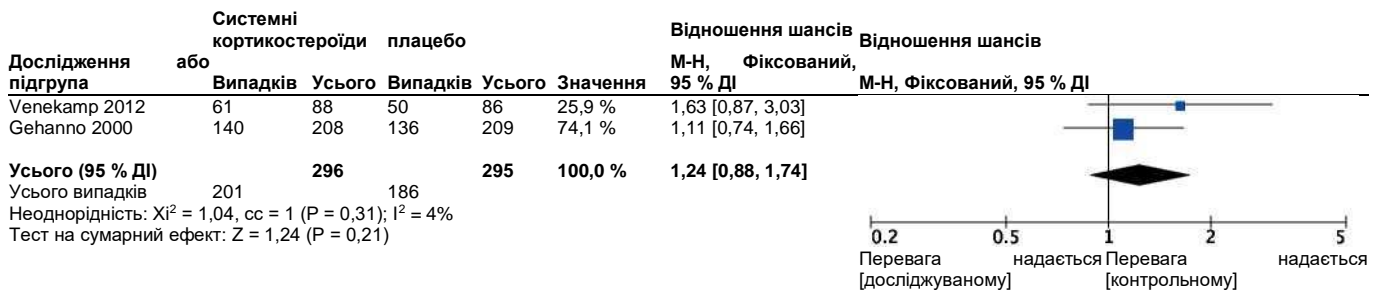 Системні кортикостероїди плацебо Відношення шансів Відношення шансів
Дослідження або підгрупа Випадків Усього Випадків Усього Значення М-Н, Фіксований, 95 % ДІ М-Н, Фіксований, 95 % ДІ
Venekamp 2012 61 88 50 86 25,9 % 1,63 [0,87, 3,03]
Gehanno 2000 140 208 136 209 74,1 % 1,11 [0,74, 1,66]
Усього (95 % ДІ) 296 295 100,0 % 1,24 [0,88, 1,74]
Усього випадків 201 186
Неоднорідність: Xi² = 1,04, сс = 1 (P = 0,31); I² = 4%
Тест на сумарний ефект: Z = 1,24 (P = 0,21)
0.2 0.5 1 2 5
Перевага надається Перевага надається
[досліджуваному] [контрольному]